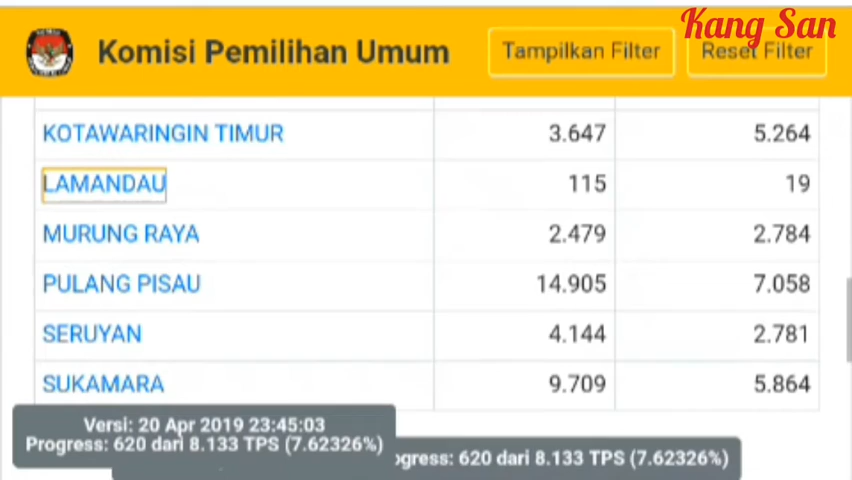 Kang San
Komisi Pemilihan Umum
Tampilkan Filter
Reset Filter
KOTAWARINGIN TIMUR 3.647 5.264
LAMANDAU 115 19
MURUNG RAYA 2.479 2.784
PULANG PISAU 14.905 7.058
SERUYAN 4.144 2.781
SUKAMARA 9.709 5.864
Versi: 20 Apr 2019 23:45:03
Progress: 620 dari 8.133 TPS (7.62326%)
ogress: 620 dari 8.133 TPS (7.62326%)